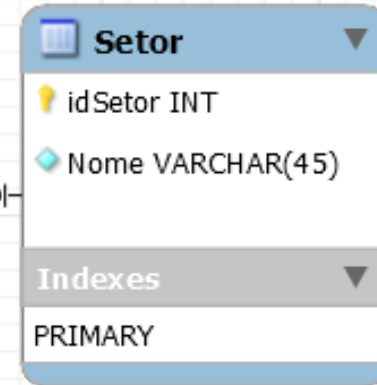 Setor
idSetor INT
Nome VARCHAR(45)
Indexes
PRIMARY